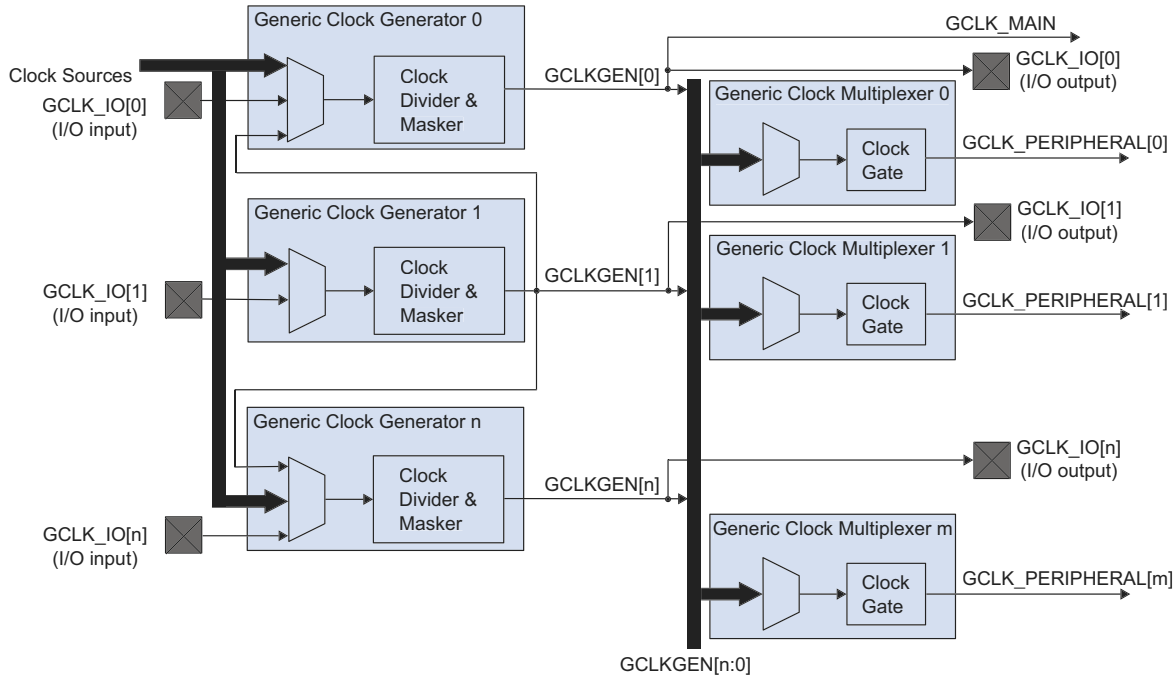 Generic Clock Generator 0
Clock Sources
GCLK_IO[0]
(I/O input)
Clock
Divider &
Masker
GCLKGEN[0]
GCLK_MAIN
GCLK_IO[0]
(I/O output)
Generic Clock Multiplexer 0
Clock
Gate
GCLK_PERIPHERAL[0]
Generic Clock Generator 1
GCLK_IO[1]
(I/O input)
Clock
Divider &
Masker
GCLKGEN[1]
GCLK_IO[1]
(I/O output)
Generic Clock Multiplexer 1
Clock
Gate
GCLK_PERIPHERAL[1]
Generic Clock Generator n
GCLK_IO[n]
(I/O input)
Clock
Divider &
Masker
GCLKGEN[n]
GCLK_IO[n]
(I/O output)
Generic Clock Multiplexer m
Clock
Gate
GCLK_PERIPHERAL[m]
GCLKGEN[n:0]